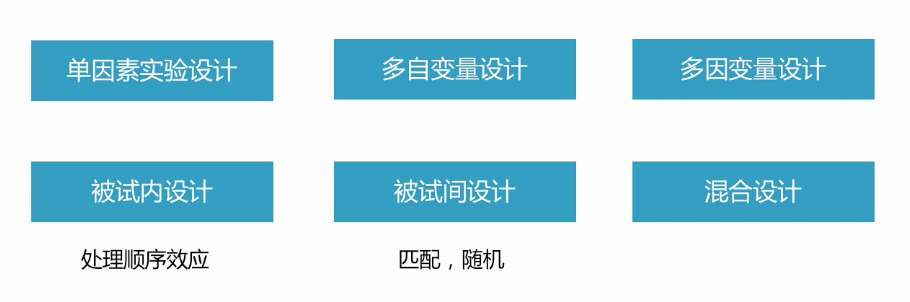 单因素实验设计
多自变量设计
多因变量设计
被试内设计
被试间设计
混合设计
处理顺序效应
匹配，随机